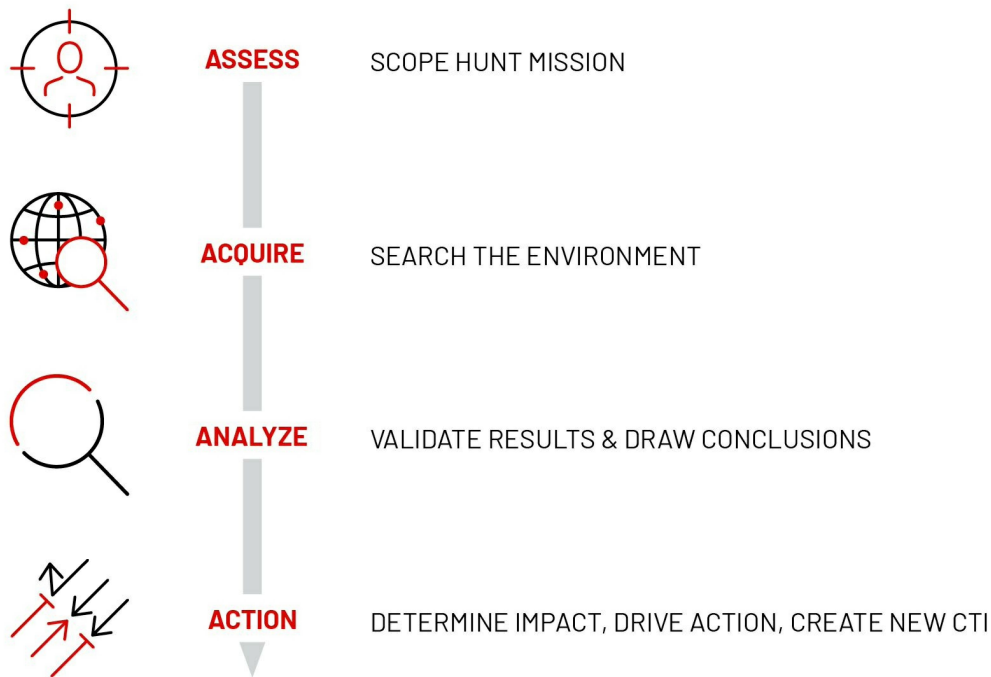 ASSESS SCOPE HUNT MISSION
ACQUIRE SEARCH THE ENVIRONMENT
ANALYZE VALIDATE RESULTS & DRAW CONCLUSIONS
ACTION DETERMINE IMPACT, DRIVE ACTION, CREATE NEW CTI